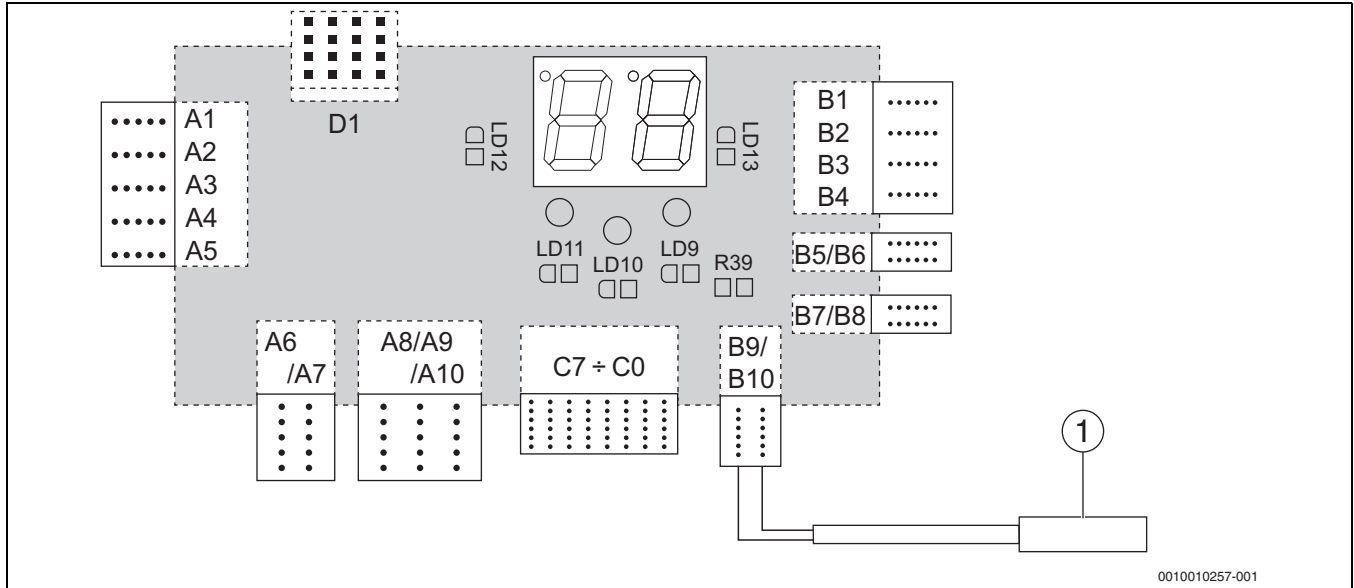 D1
A1
A2
A3
A4
A5
LD12
LD13
B1
B2
B3
B4
B5/B6
B7/B8
LD11
LD10
LD9
R39
A6
/A7
A8/A9
/A10
C7 ÷ C0
B9/
B10
1
0010010257-001